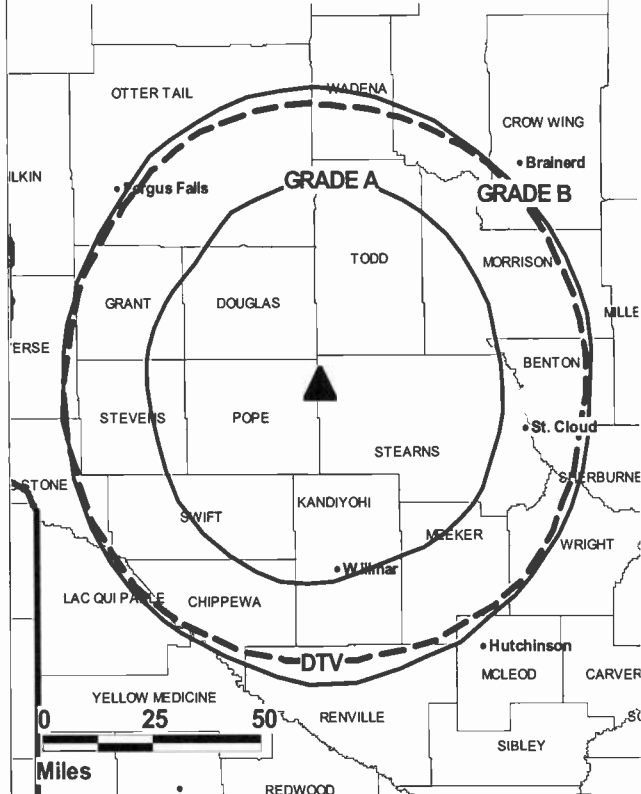 OTTER TAIL
WADENA
CROW WING
Brainerd
ILKIN
Fergus Falls
GRADE A
GRADE B
TODD
MORRISON
GRANT
DOUGLAS
MILLE
ERSE
BENTON
STEVENS
POPE
St. Cloud
STEARNS
STONE
SHERBURNE
KANDIYOHI
SWIFT
MEEKER
WRIGHT
Willmar
LAC QUI PARLE
CHIPPEWA
Hutchinson
DTV
MCLEOD
CARVER
YELLOW MEDICINE
0 25 50
RENVILLE
SIBLEY
Miles
REDWOOD